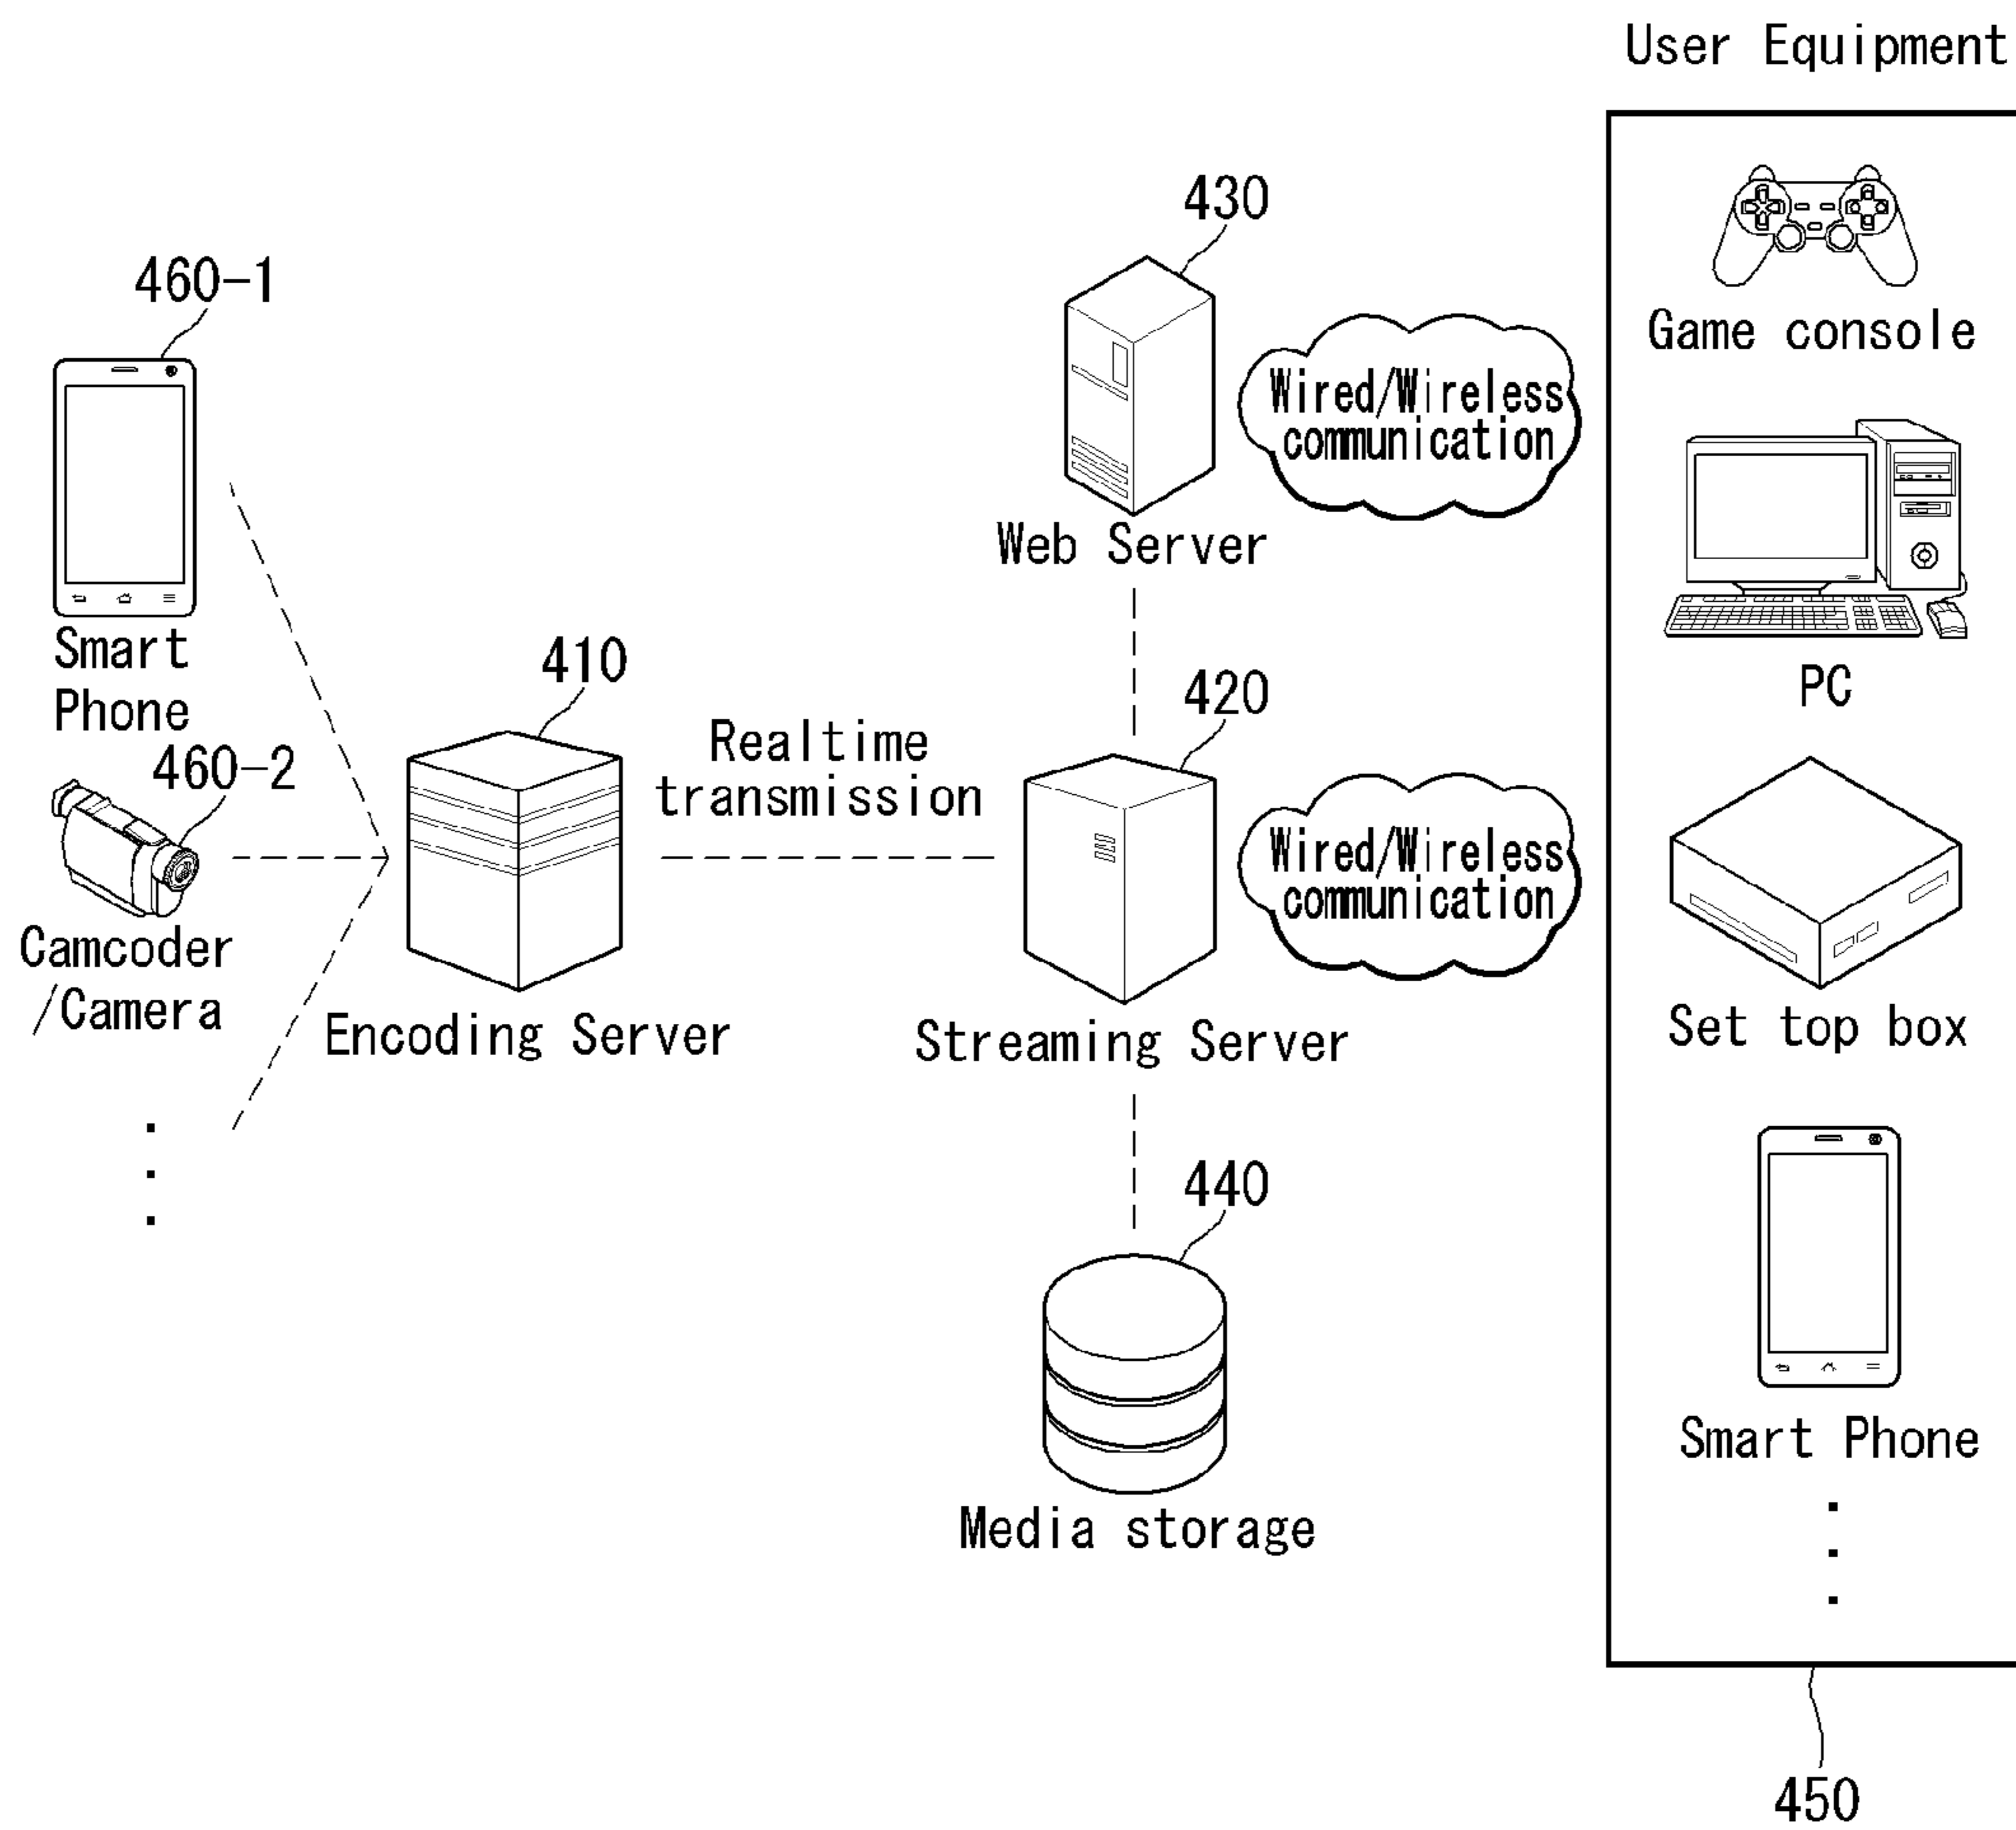 User Equipment
430
460-1
Game console
Wired/Wireless
communication
Web Server
Smart
Phone
410
420
PC
460-2
Realtime
transmission
Wired/Wireless
communication
Camcoder
/Camera
Encoding Server
Streaming Server
Set top box
440
Smart Phone
Media storage
450